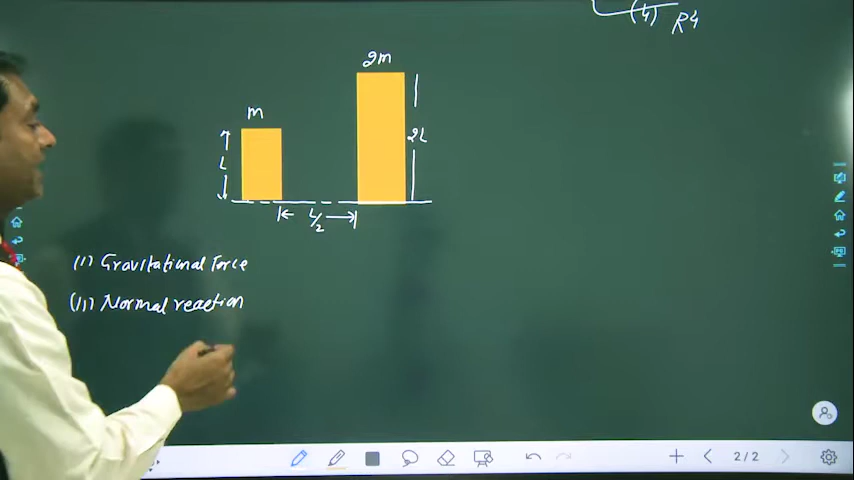 (4) R4
2m
m
L
2L
L/2
(i) Gravitational Force
(ii) Normal reaction
2/2